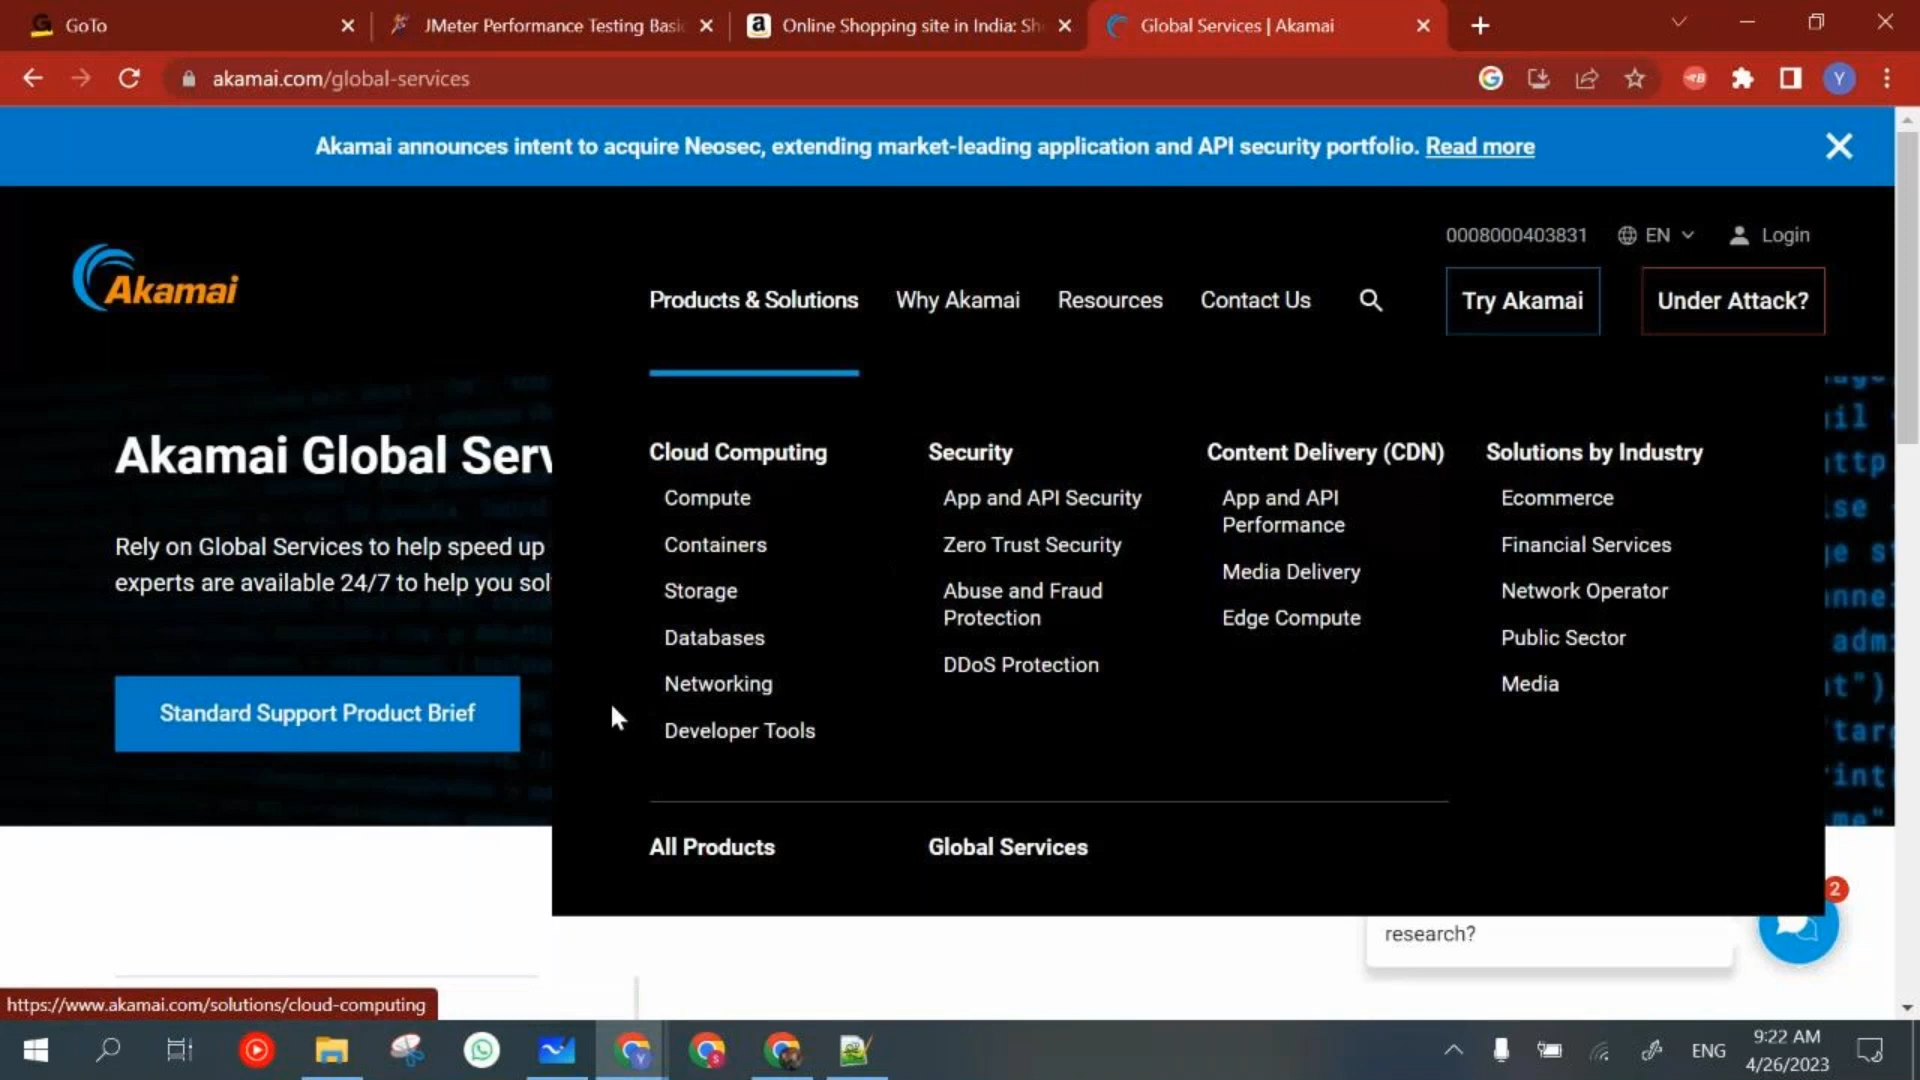 GoTo
JMeter Performance Testing Basic
Online Shopping site in India: Sh
Global Services | Akamai
akamai.com/global-services
Y
Akamai announces intent to acquire Neosec, extending market-leading application and API security portfolio. Read more
0008000403831 EN Login
Akamai
Products & Solutions Why Akamai Resources Contact Us Try Akamai Under Attack?
Akamai Global Serv
Rely on Global Services to help speed up
experts are available 24/7 to help you sol
Standard Support Product Brief
Cloud Computing
Compute
Containers
Storage
Databases
Networking
Developer Tools
Security
App and API Security
Zero Trust Security
Abuse and Fraud
Protection
DDoS Protection
Content Delivery (CDN)
App and API
Performance
Media Delivery
Edge Compute
Solutions by Industry
Ecommerce
Financial Services
Network Operator
Public Sector
Media
All Products Global Services
2
research?
https://www.akamai.com/solutions/cloud-computing
ENG
9:22 AM
4/26/2023